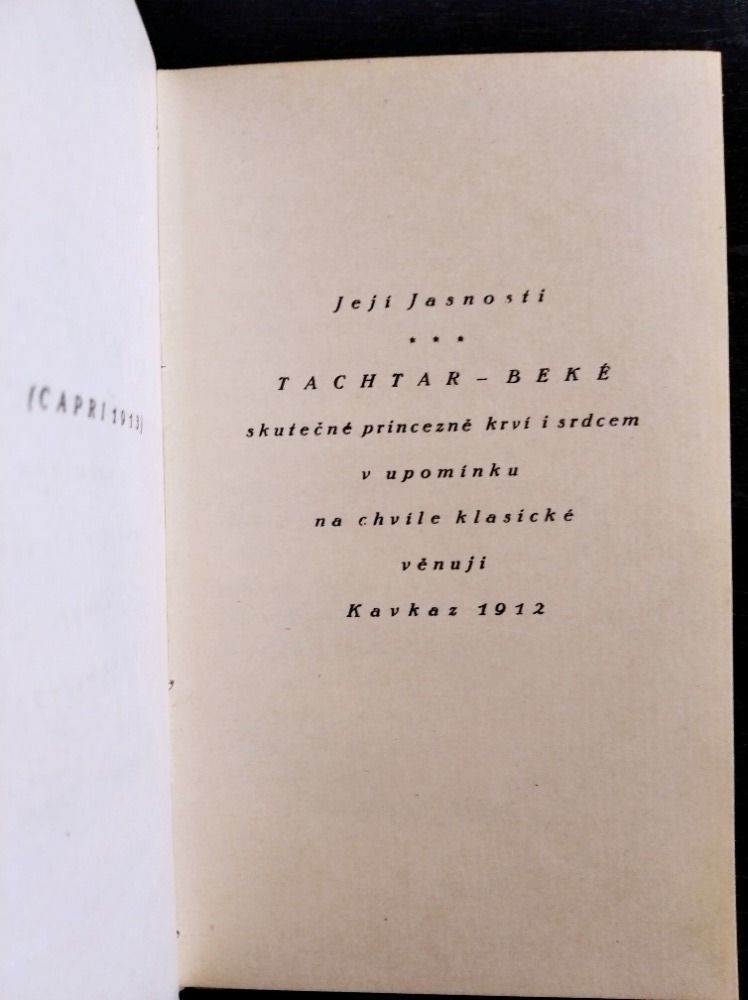 (CAPRI 1913)
Její Jasnosti
* * *
TACHTAR – BEKÉ
skutečné princezně krví i srdcem
v upomínku
na chvíle klasické
věnuji
Kavkaz 1912